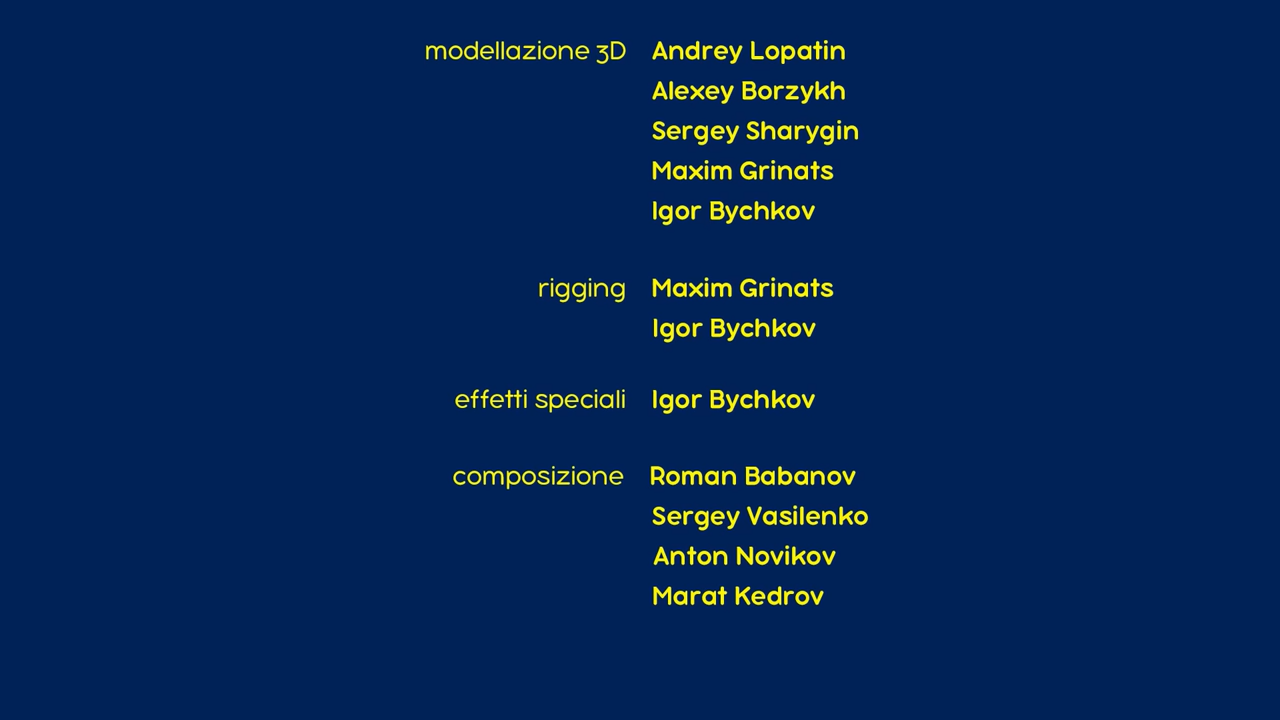 modellazione 3D Andrey Lopatin
Alexey Borzykh
Sergey Sharygin
Maxim Grinats
Igor Bychkov
rigging Maxim Grinats
Igor Bychkov
effetti speciali Igor Bychkov
composizione Roman Babanov
Sergey Vasilenko
Anton Novikov
Marat Kedrov